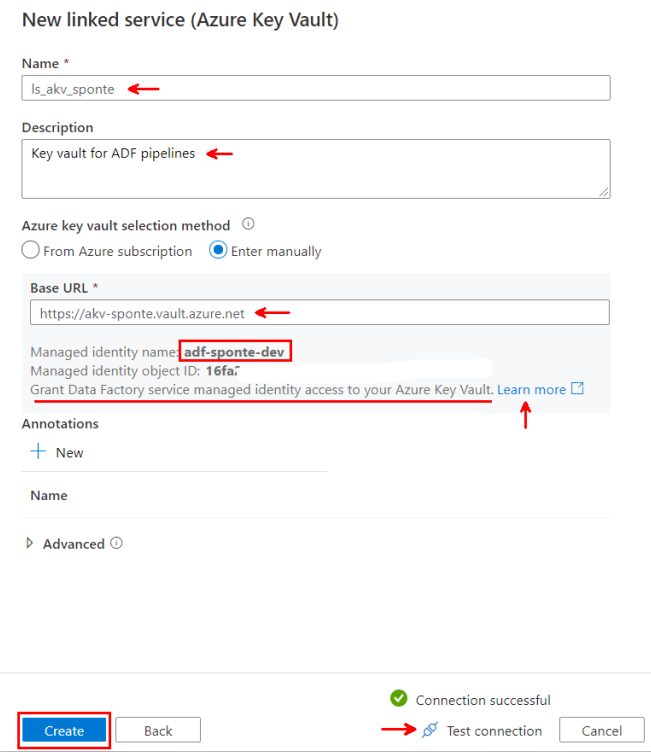 New linked service (Azure Key Vault)
Name *
ls_akv_sponte
Description
Key vault for ADF pipelines
Azure key vault selection method
From Azure subscription Enter manually
Base URL *
https://akv-sponte.vault.azure.net
Managed identity name: adf-sponte-dev
Managed identity object ID: 16fa
Grant Data Factory service managed identity access to your Azure Key Vault. Learn more
Annotations
New
Name
Advanced
Connection successful
Create Back Test connection Cancel